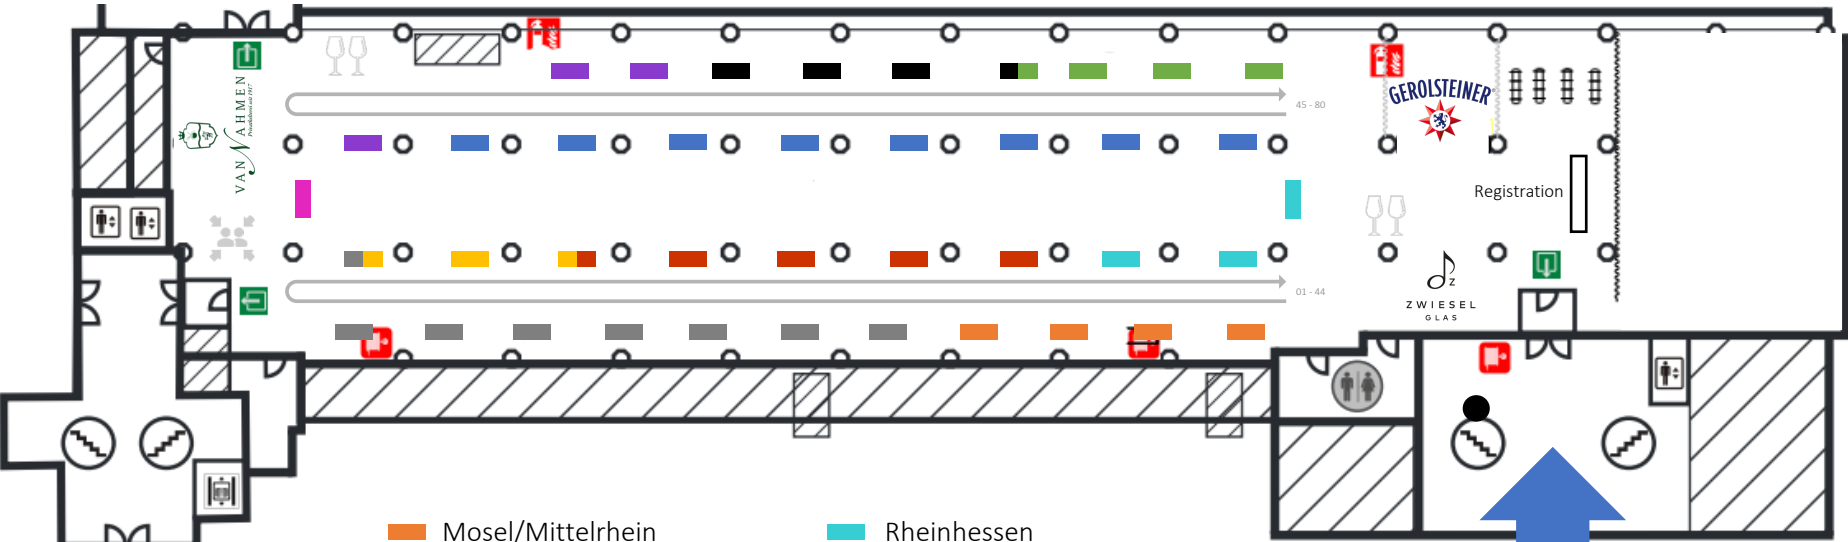 45 - 80
GEROLSTEINER
VAN NAHMEN
Registration
01 - 44
Z
ZWIESEL
GLAS
Mosel/Mittelrhein
Rheinhessen